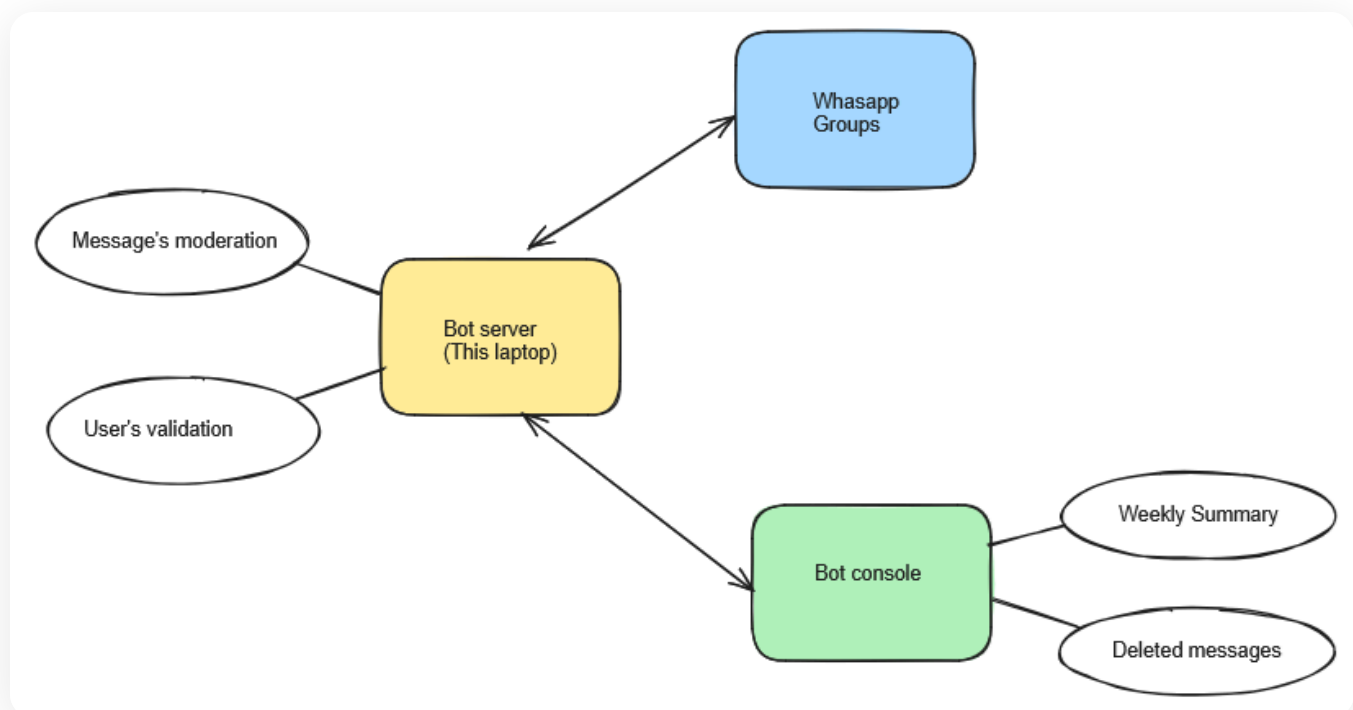 Whasapp
Groups
Message's moderation
Bot server
(This laptop)
User's validation
Weekly Summary
Bot console
Deleted messages